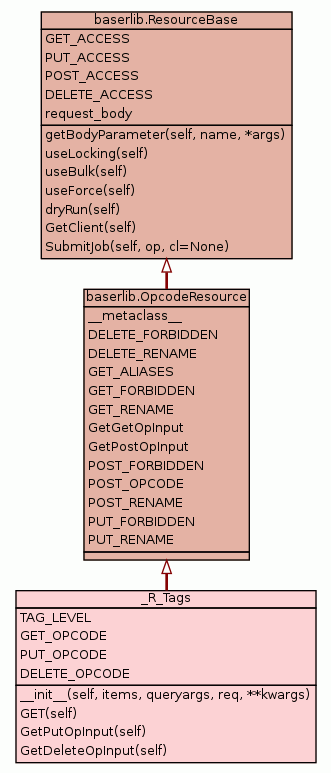 baserlib.ResourceBase
GET_ACCESS
PUT_ACCESS
POST_ACCESS
DELETE_ACCESS
request_body
getBodyParameter(self, name, *args)
useLocking(self)
useBulk(self)
useForce(self)
dryRun(self)
GetClient(self)
SubmitJob(self, op, cl=None)
baserlib.OpcodeResource
__metaclass__
DELETE_FORBIDDEN
DELETE_RENAME
GET_ALIASES
GET_FORBIDDEN
GET_RENAME
GetGetOpInput
GetPostOpInput
POST_FORBIDDEN
POST_OPCODE
POST_RENAME
PUT_FORBIDDEN
PUT_RENAME
_R_Tags
TAG_LEVEL
GET_OPCODE
PUT_OPCODE
DELETE_OPCODE
__init__(self, items, queryargs, req, **kwargs)
GET(self)
GetPutOpInput(self)
GetDeleteOpInput(self)